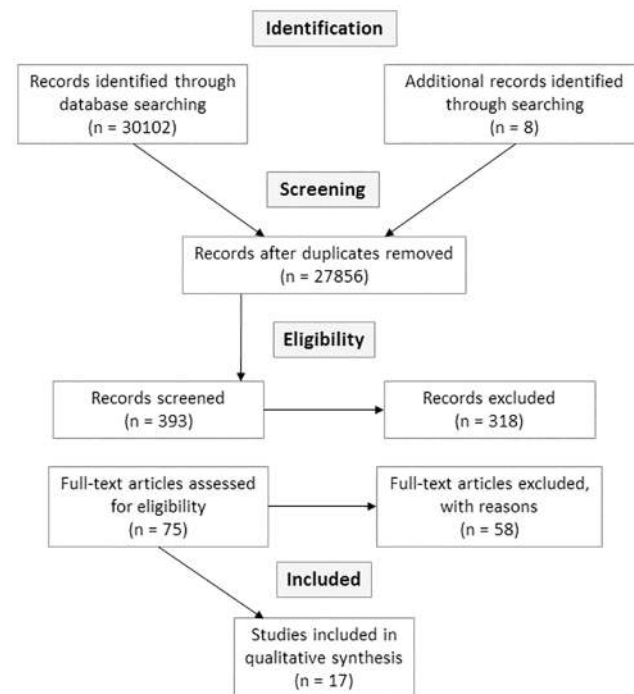 Identification
Records identified through
database searching
(n = 30102)
Additional records identified
through searching
(n = 8)
Screening
Records after duplicates removed
(n = 27856)
Eligibility
Records screened
(n = 393)
Records excluded
(n = 318)
Full-text articles assessed
for eligibility
(n = 75)
Full-text articles excluded,
with reasons
(n = 58)
Included
Studies included in
qualitative synthesis
(n = 17)